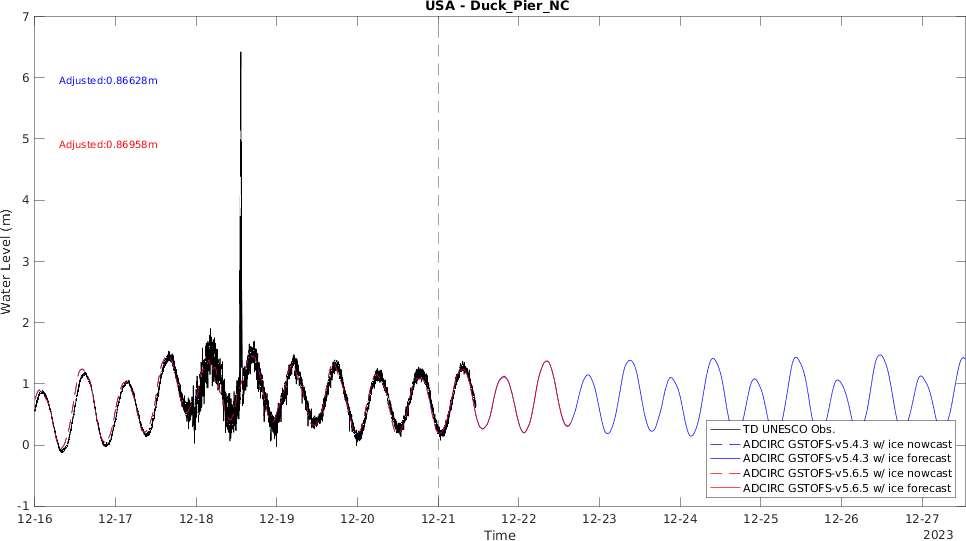 USA - Duck_Pier_NC
7
6
5
4
3
2
1
0
-1
Water Level (m)
Adjusted:0.86628m
Adjusted:0.86958m
TD UNESCO Obs.
ADCIRC GSTOFS-v5.4.3 w/ ice nowcast
ADCIRC GSTOFS-v5.4.3 w/ ice forecast
ADCIRC GSTOFS-v5.6.5 w/ ice nowcast
ADCIRC GSTOFS-v5.6.5 w/ ice forecast
12-16 12-17 12-18 12-19 12-20 12-21 12-22 12-23 12-24 12-25 12-26 12-27
Time
2023